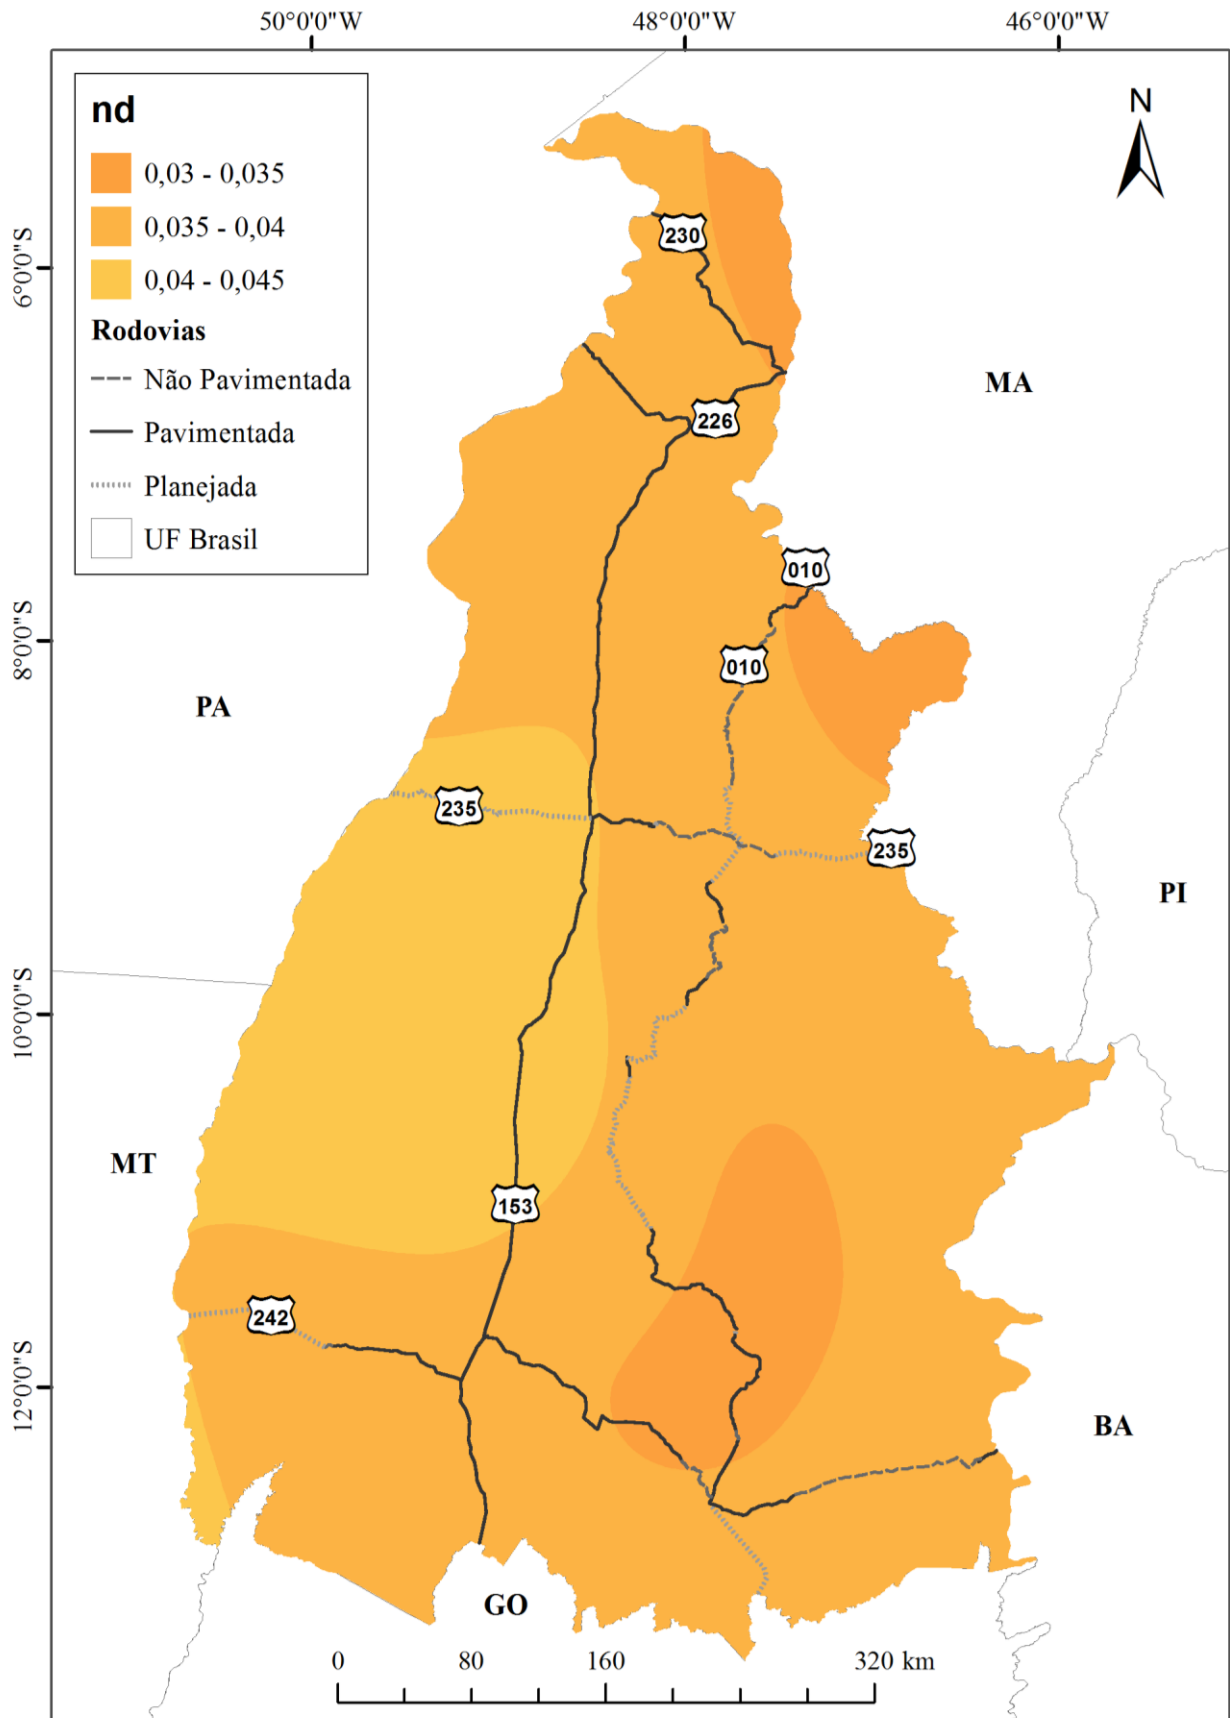 50°0'0"W
48°0'0"W
46°0'0"W
nd
0,03 - 0,035
0,035 - 0,04
0,04 - 0,045
Rodovias
Não Pavimentada
Pavimentada
Planejada
UF Brasil
N
6°0'0"S
8°0'0"S
10°0'0"S
12°0'0"S
230
226
MA
010
010
PA
235
235
PI
MT
153
242
BA
GO
0
80
160
320 km